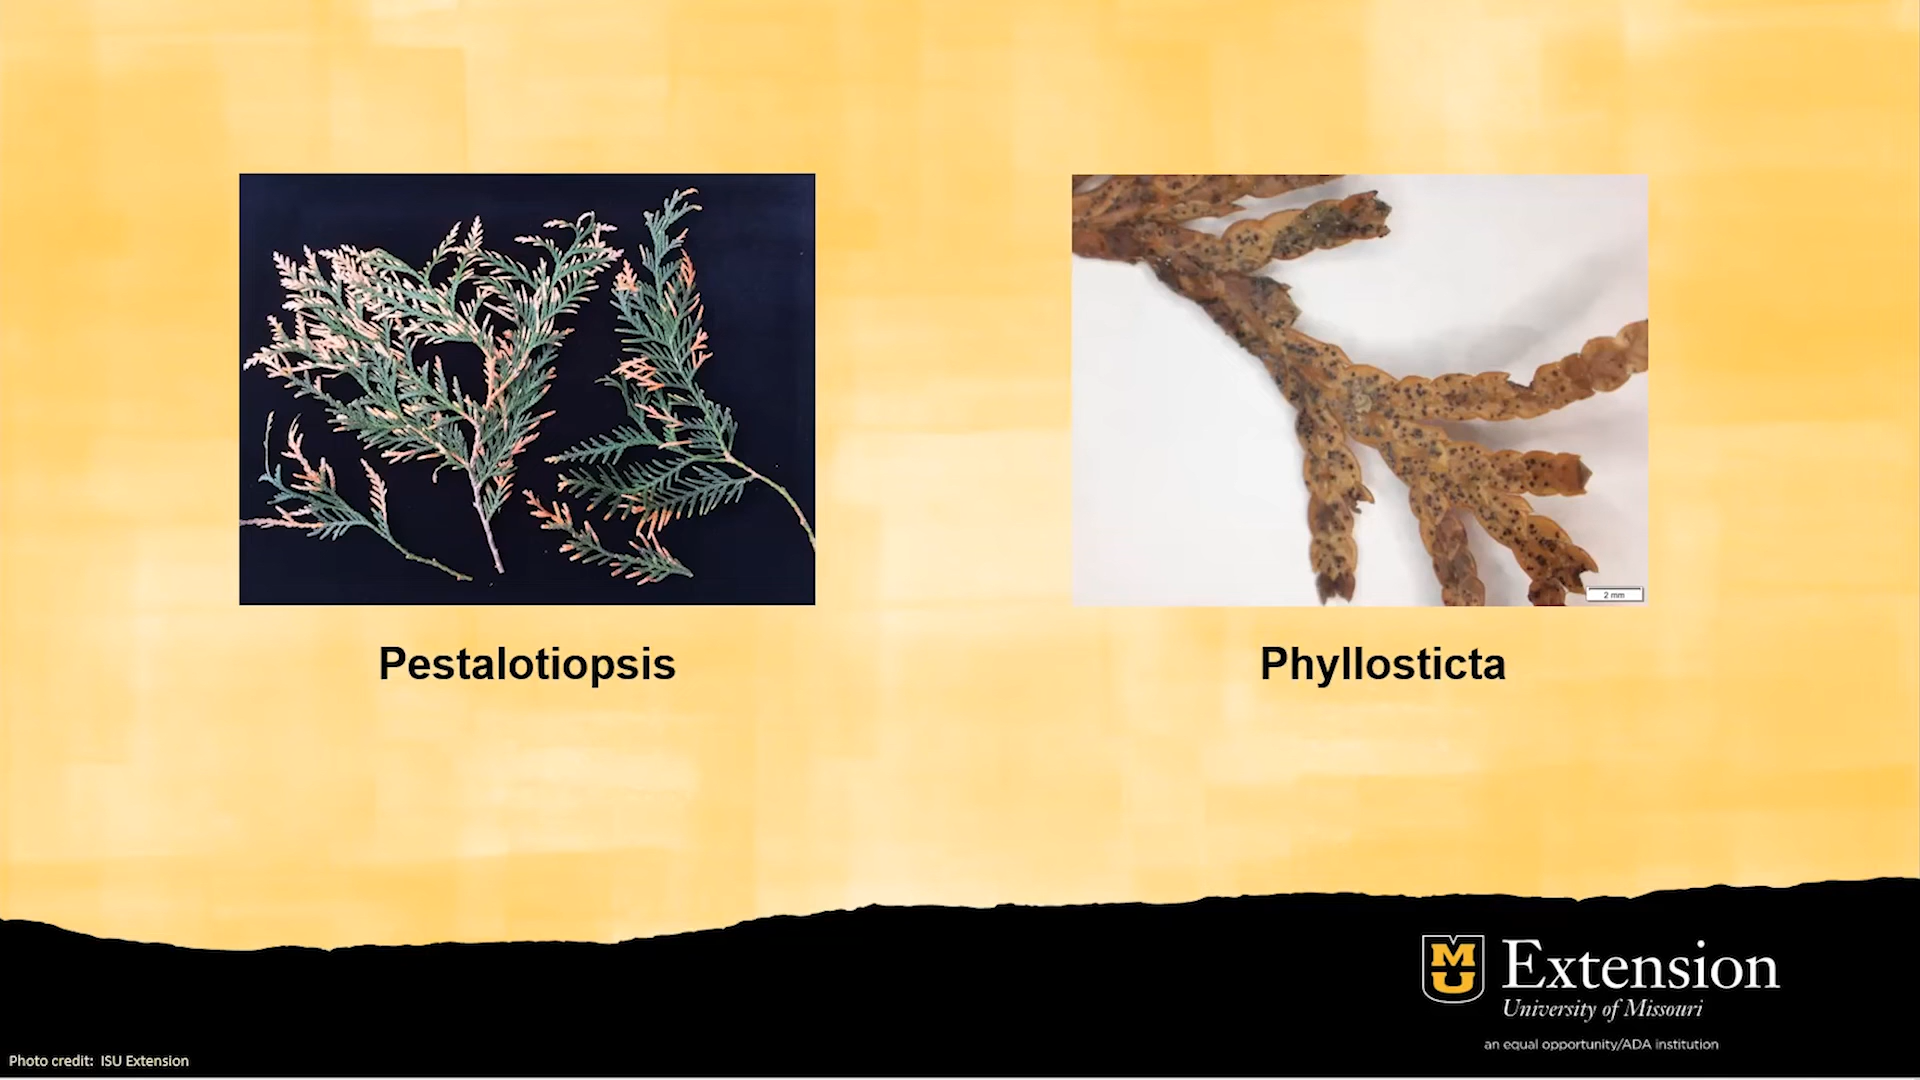 2 mm
Pestalotiopsis
Phyllosticta
MU
Extension
University of Missouri
an equal opportunity/ADA institution
Photo credit: ISU Extension